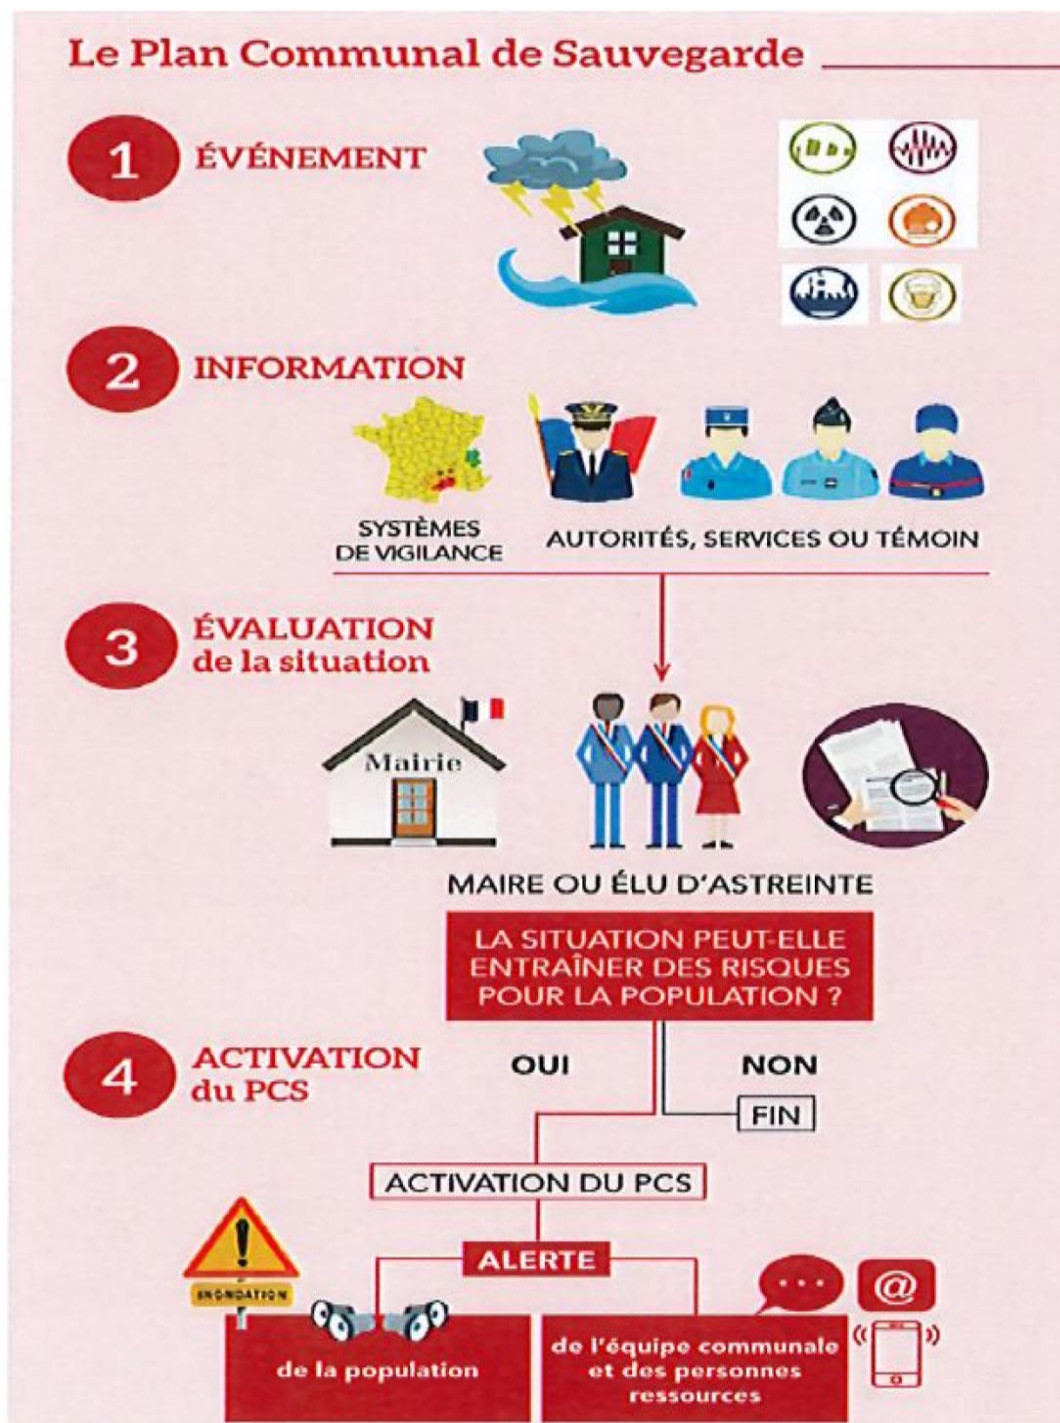 Le Plan Communal de Sauvegarde
1
ÉVÉNEMENT
2
INFORMATION
SYSTÈMES
DE VIGILANCE
AUTORITÉS, SERVICES OU TÉMOIN
3
ÉVALUATION
de la situation
Mairie
MAIRE OU ÉLU D'ASTREINTE
LA SITUATION PEUT-ELLE
ENTRAÎNER DES RISQUES
POUR LA POPULATION ?
4
ACTIVATION
du PCS
OUI
NON
FIN
ACTIVATION DU PCS
ALERTE
INONDATION
@
de la population
de l'équipe communale
et des personnes
ressources